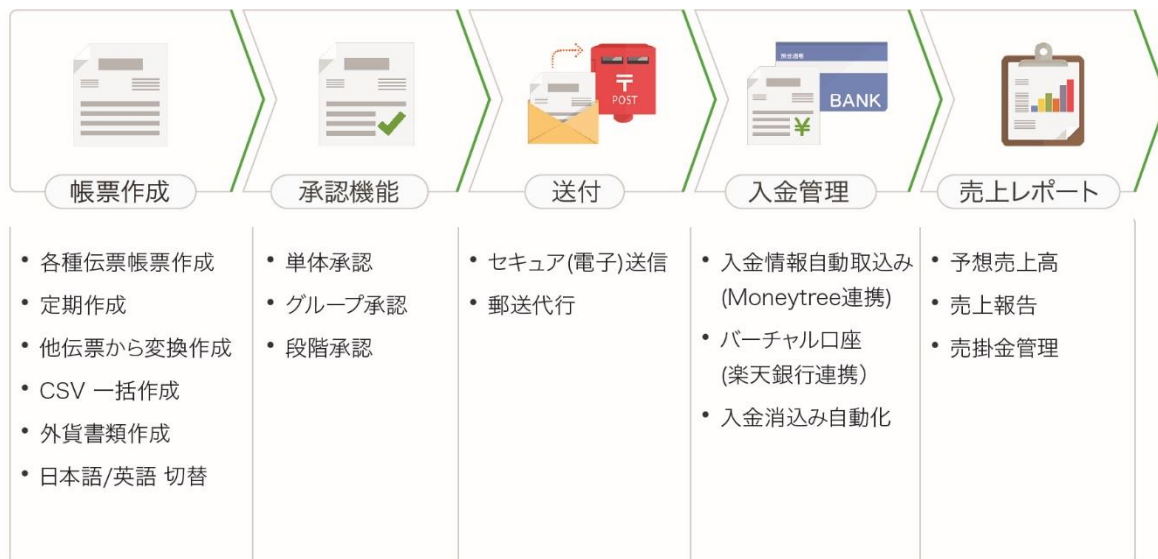 〒
POST
預金通帳
BANK
¥
帳票作成
承認機能
送付
入金管理
売上レポート
• 各種伝票帳票作成
• 定期作成
• 他伝票から変換作成
• CSV 一括作成
• 外貨書類作成
• 日本語/英語 切替
• 単体承認
• グループ承認
• 段階承認
• セキュア(電子)送信
• 郵送代行
• 入金情報自動取込み
(Moneytree連携)
• バーチャル口座
(楽天銀行連携）
• 入金消込み自動化
• 予想売上高
• 売上報告
• 売掛金管理